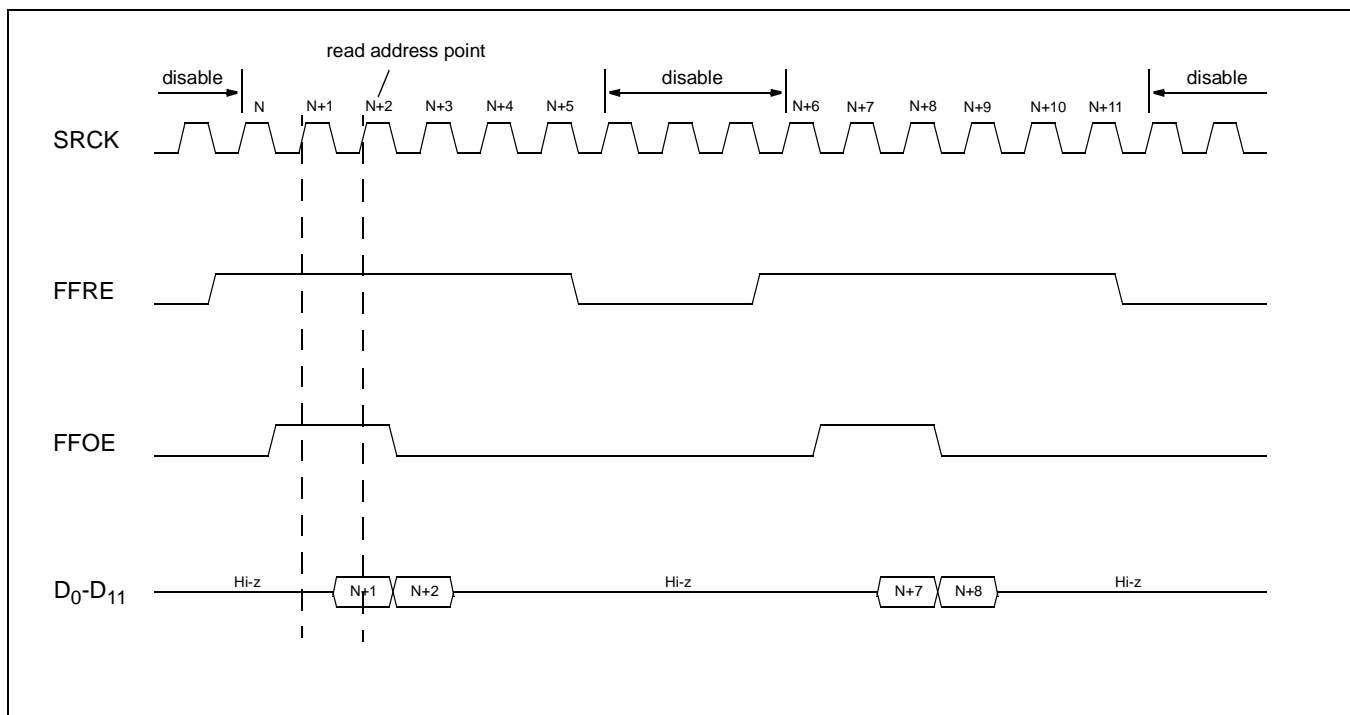 read address point
disable
disable
disable
N N+1 N+2 N+3 N+4 N+5 N+6 N+7 N+8 N+9 N+10 N+11
SRCK
FFRE
FFOE
D0-D11
Hi-z N+1 N+2 Hi-z N+7 N+8 Hi-z